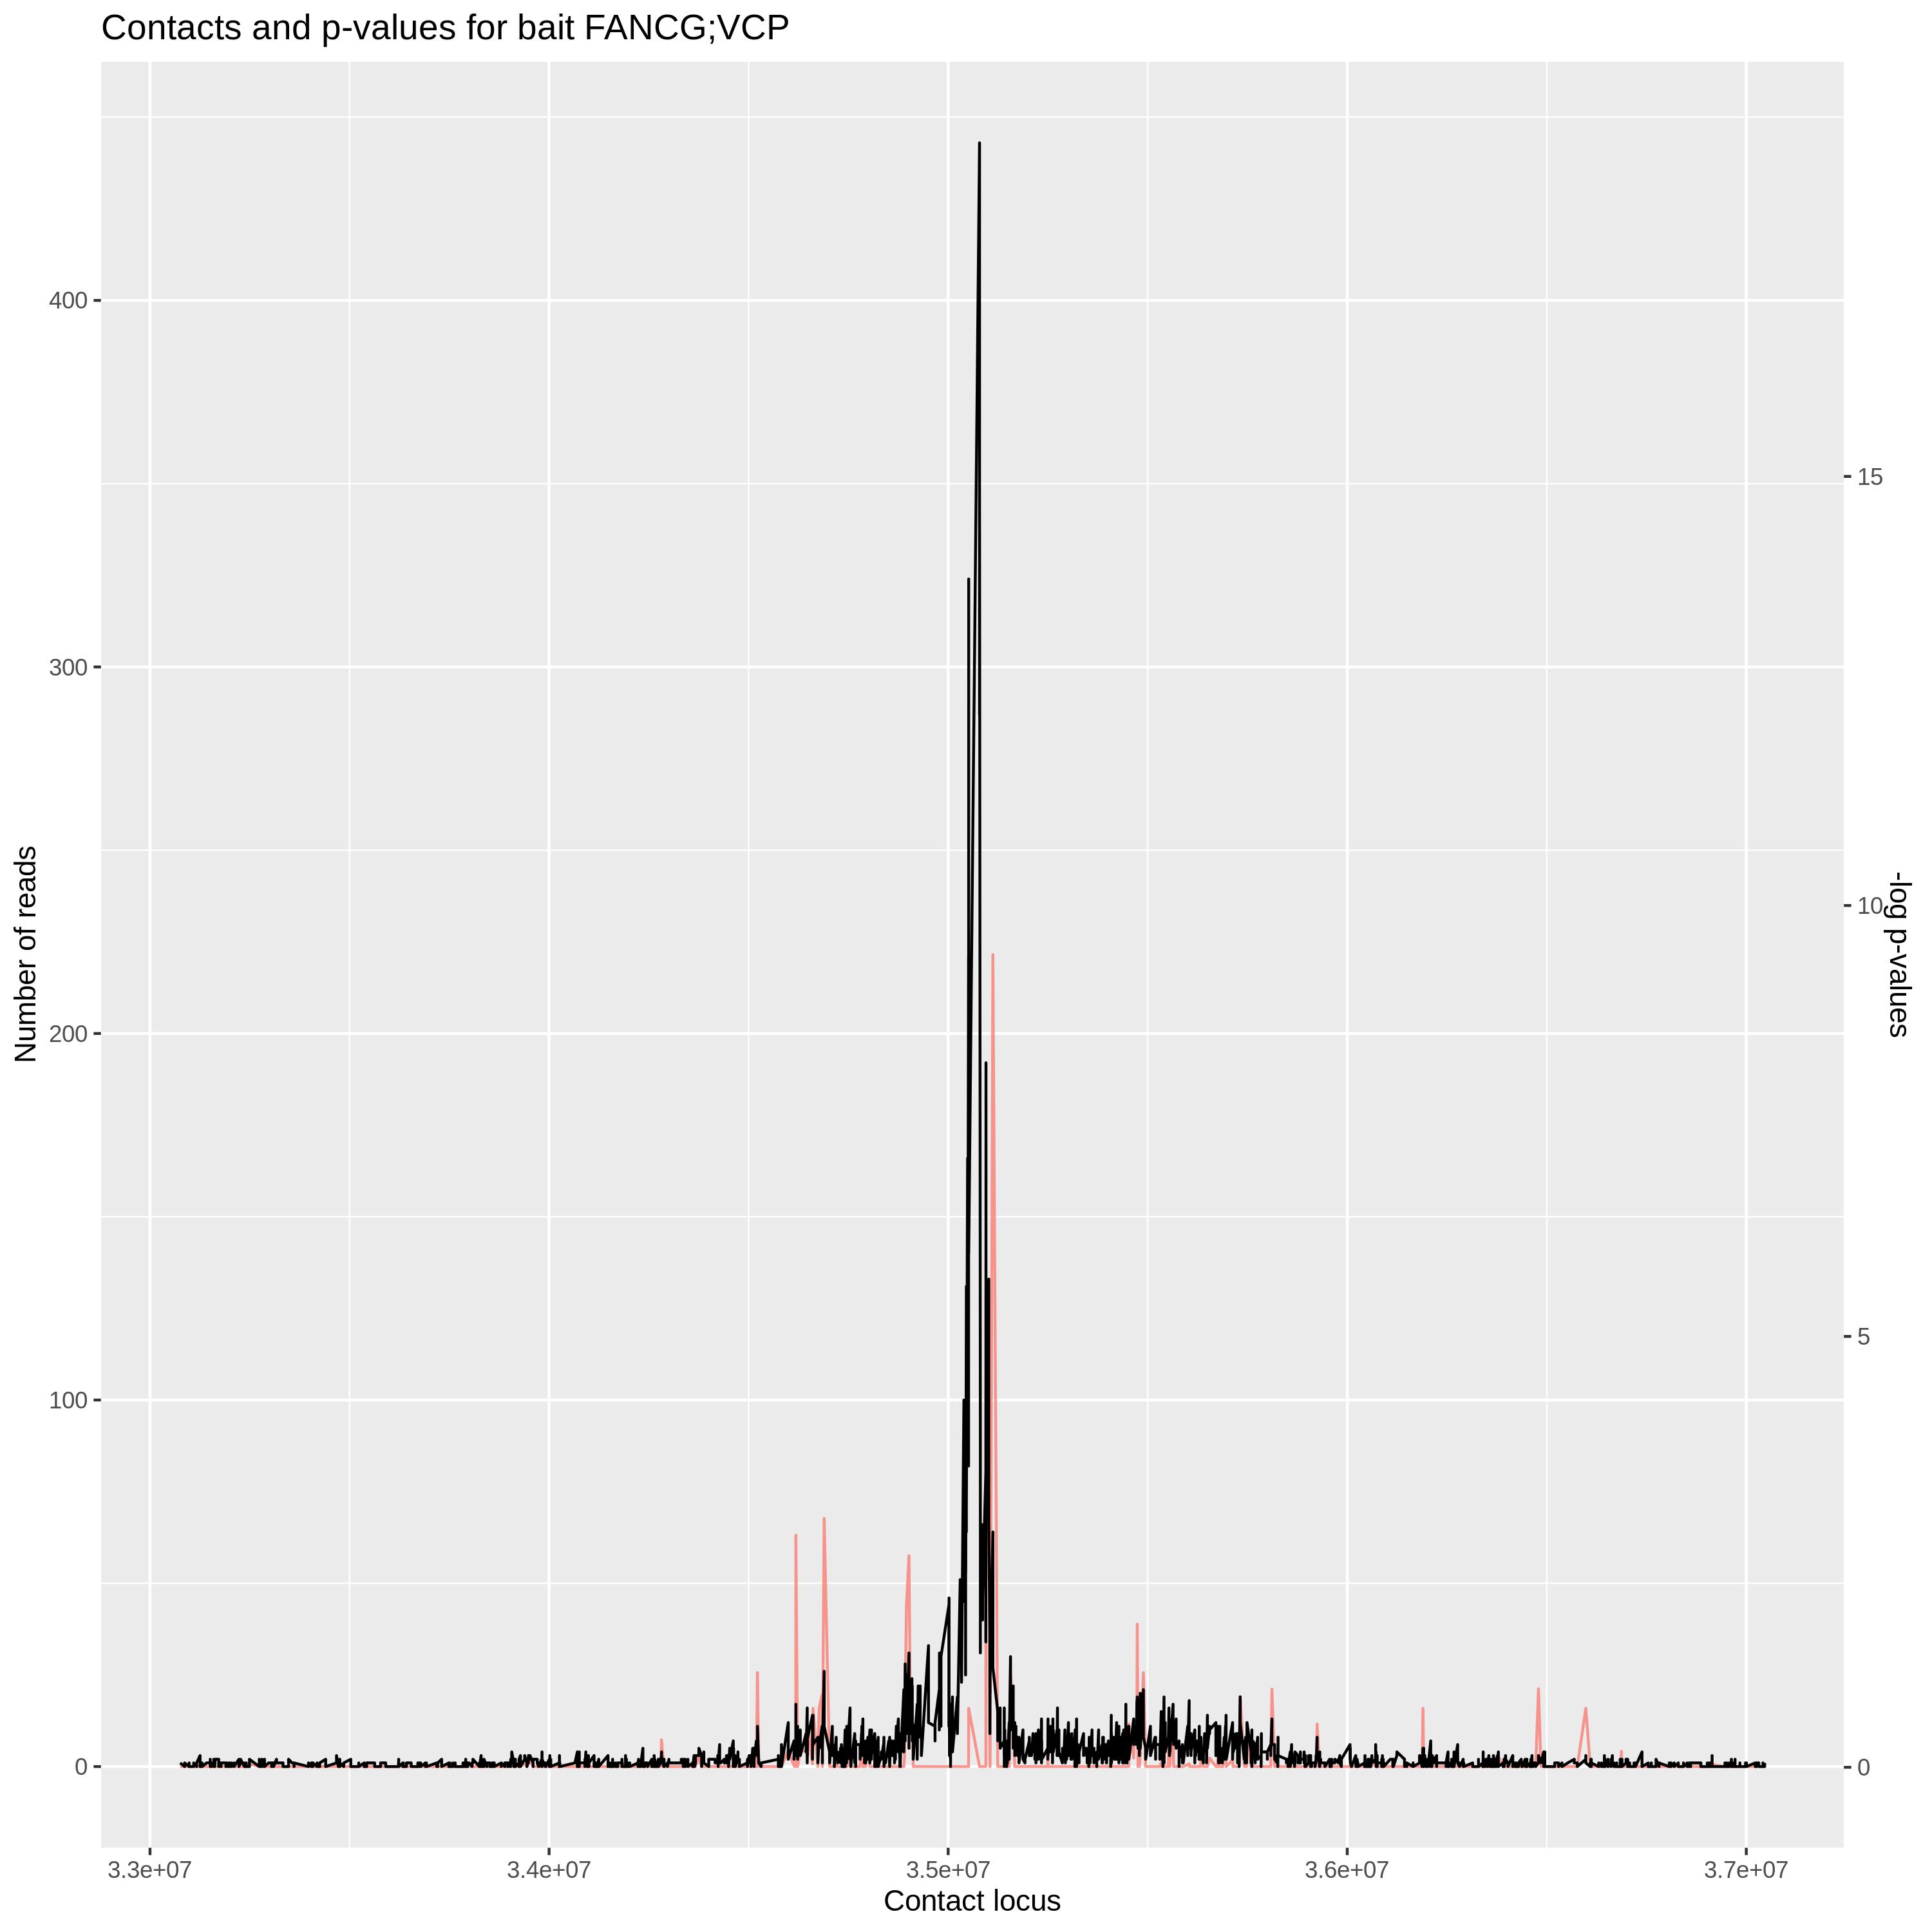 Contacts and p-values for bait FANCG;VCP
400
300
200
100
0
Number of reads
15
10
5
0
-log p-values
3.3e+07
3.4e+07
3.5e+07
3.6e+07
3.7e+07
Contact locus